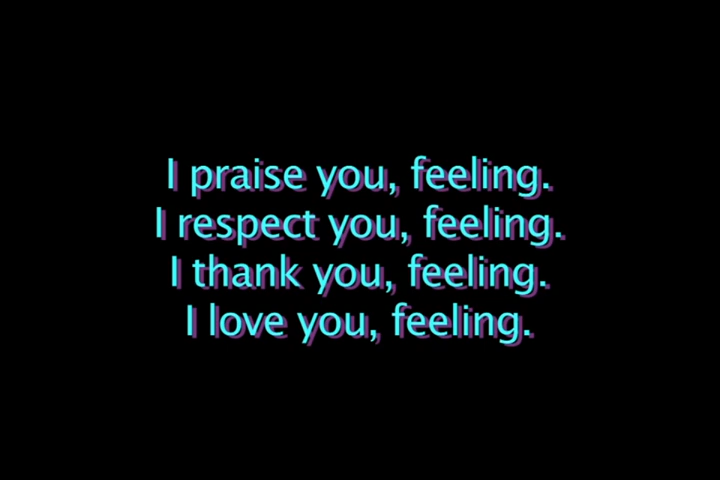 I praise you, feeling.
I respect you, feeling.
I thank you, feeling.
I love you, feeling.